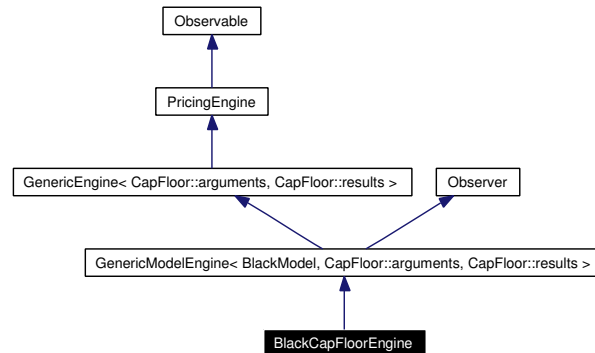 Observable
PricingEngine
GenericEngine< CapFloor::arguments, CapFloor::results >
Observer
GenericModelEngine< BlackModel, CapFloor::arguments, CapFloor::results >
BlackCapFloorEngine